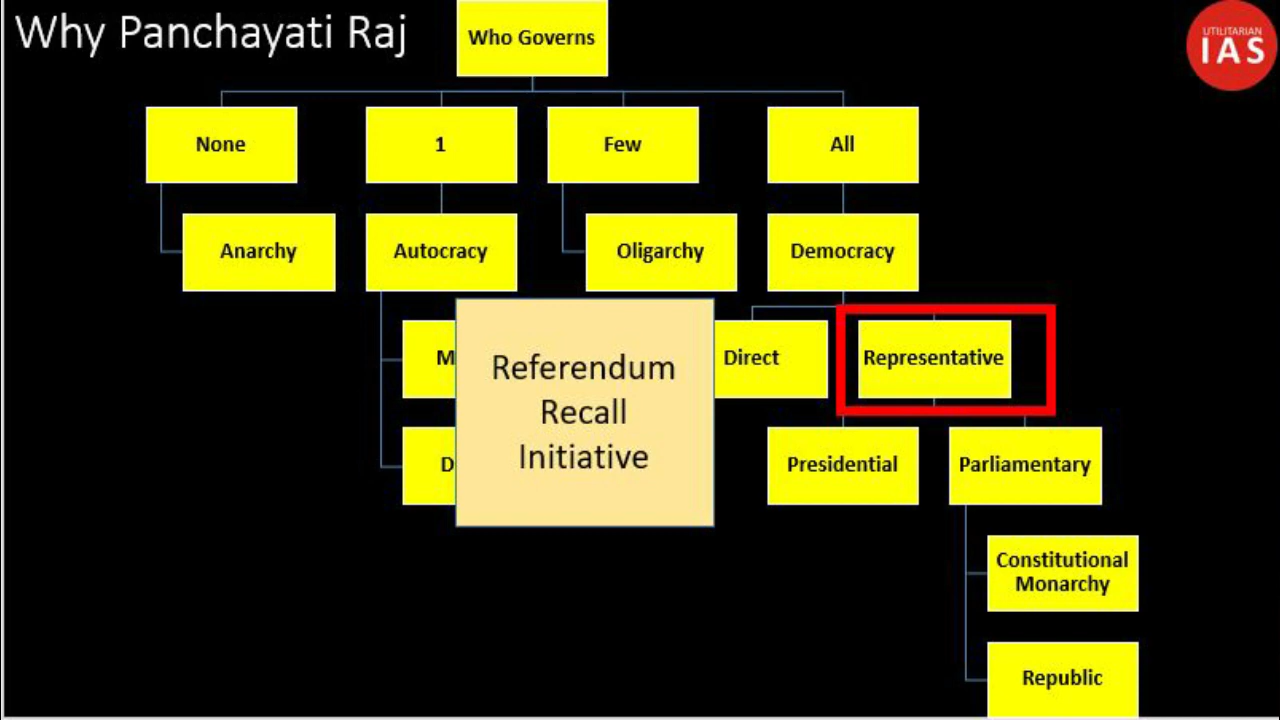 Why Panchayati Raj
Who Governs
UTILITARIAN
IAS
None
1
Few
All
Anarchy
Autocracy
Oligarchy
Democracy
M
Referendum
Recall
Initiative
Direct
Representative
D
Presidential
Parliamentary
Constitutional
Monarchy
Republic